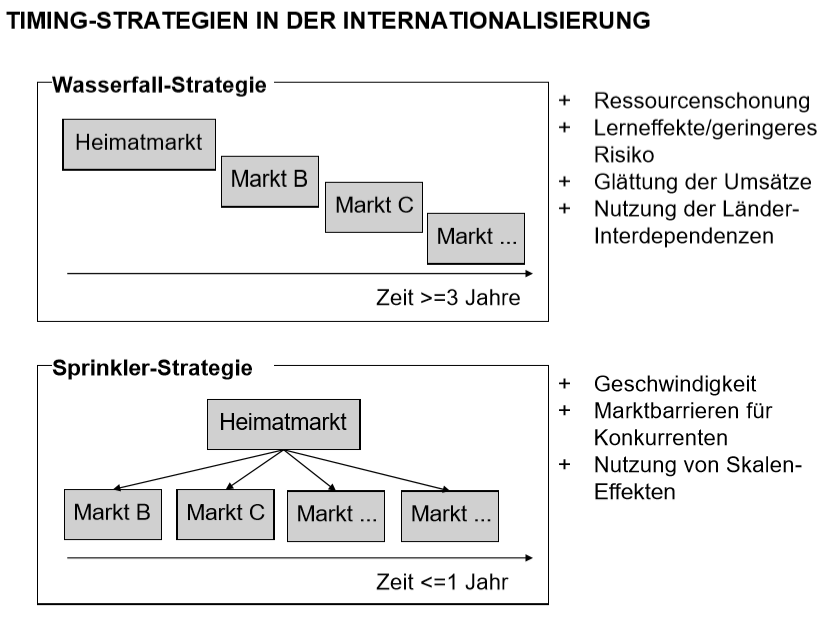 TIMING-STRATEGIEN IN DER INTERNATIONALISIERUNG
Wasserfall-Strategie
Heimatmarkt
Markt B
Markt C
Markt ...
Zeit >=3 Jahre
+ Ressourcenschonung
+ Lerneffekte/geringeres
Risiko
+ Glättung der Umsätze
+ Nutzung der Länder-
Interdependenzen
Sprinkler-Strategie
Heimatmarkt
Markt B
Markt C
Markt ...
Markt ...
Zeit <=1 Jahr
+ Geschwindigkeit
+ Marktbarrieren für
Konkurrenten
+ Nutzung von Skalen-
Effekten